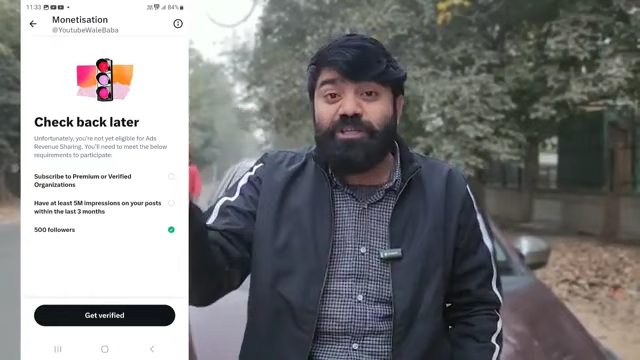 11:33
84%
Monetisation
@YoutubeWaleBaba
Check back later
Unfortunately, you're not yet eligible for Ads
Revenue Sharing. You'll need to meet the below
requirements to participate:
Subscribe to Premium or Verified
Organizations
Have at least 5M impressions on your posts
within the last 3 months
500 followers
Get verified